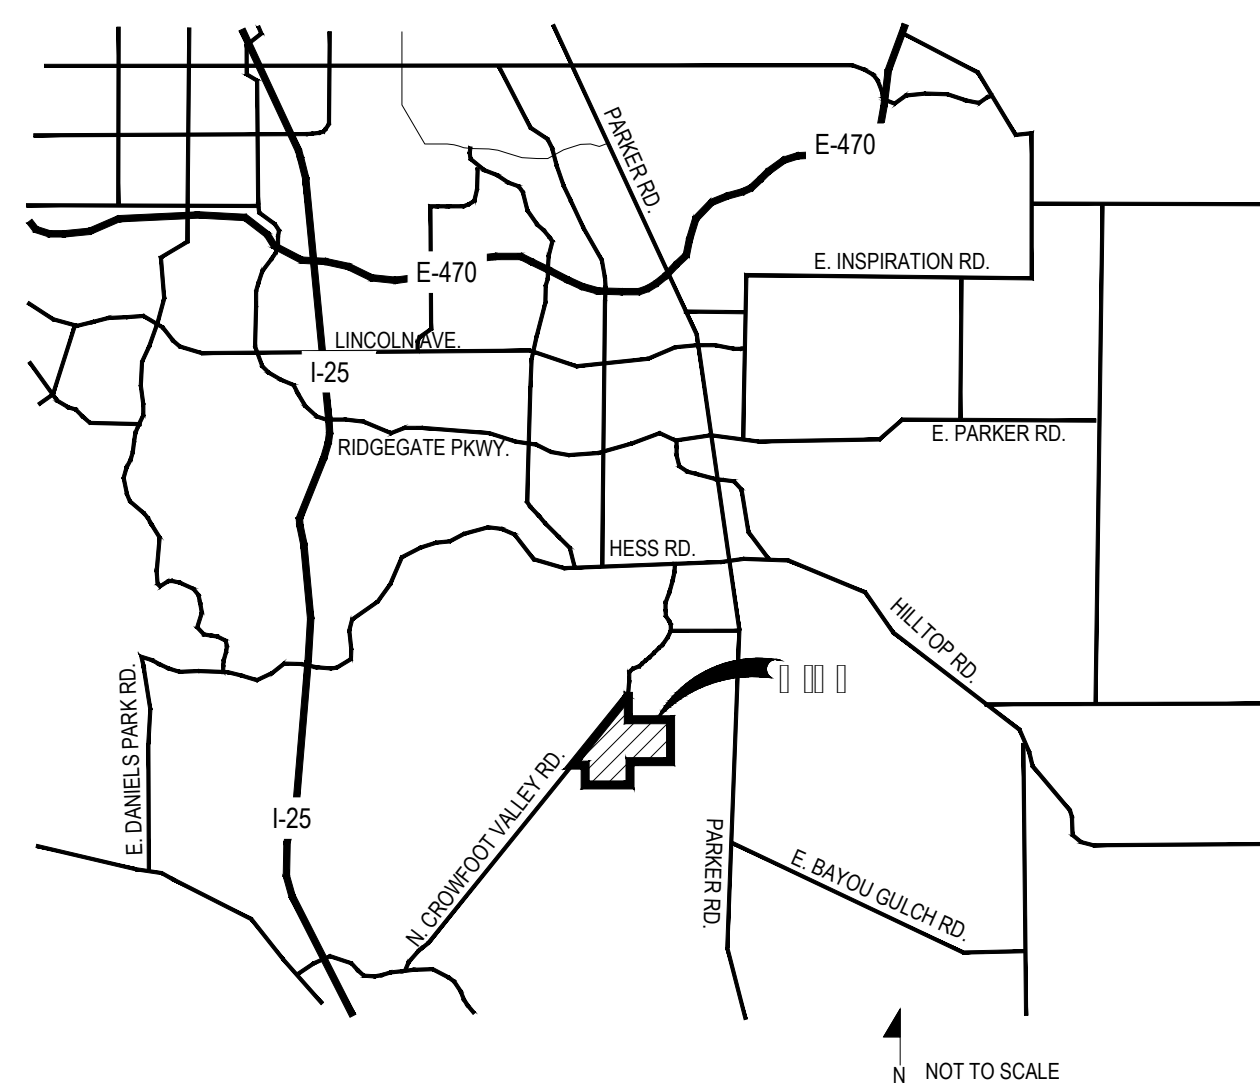 PARKER RD.
E-470
E. INSPIRATION RD.
E-470
LINCOLN AVE.
I-25
E. PARKER RD.
RIDGEGATE PKWY.
HESS RD.
HILLTOP RD.
E. DANIELS PARK RD.
N. CROWFOOT VALLEY RD.
I-25
PARKER RD.
E. BAYOU GULCH RD.
N
NOT TO SCALE